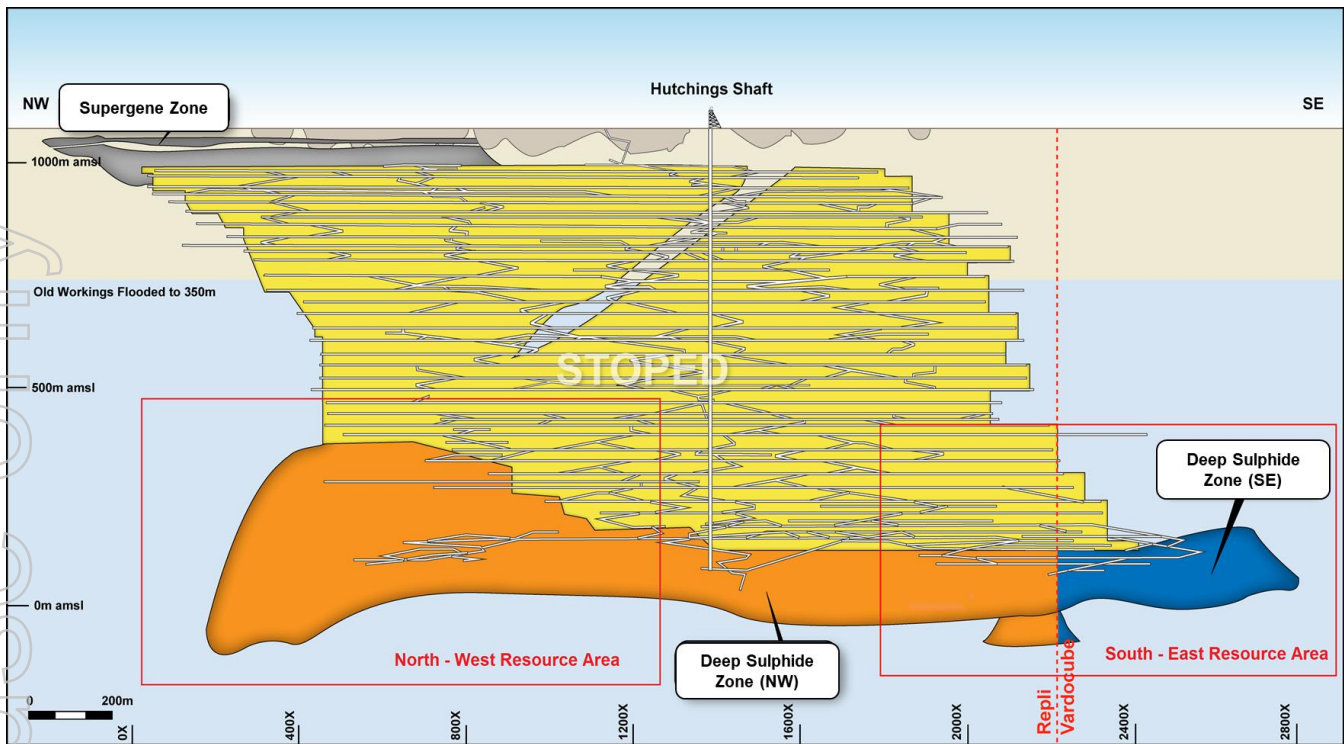 Hutchings Shaft
NW
Supergene Zone
SE
1000m amsl
Old Workings Flooded to 350m
STOPED
500m amsl
Deep Sulphide
Zone (SE)
0m amsl
North - West Resource Area
Deep Sulphide
Zone (NW)
South - East Resource Area
Repli
Vardocube
0
200m
0X
400X
800X
1200X
1600X
2000X
2400X
2800X